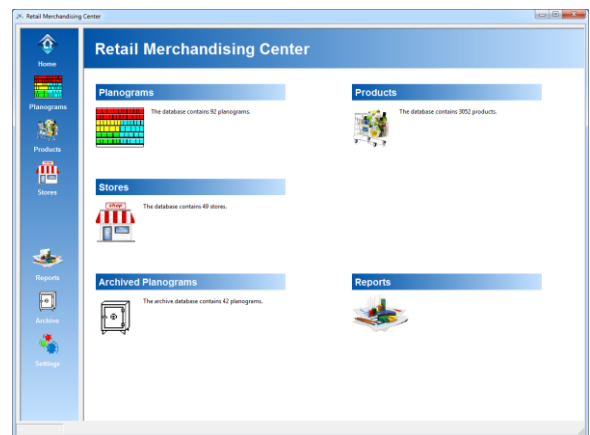 Retail Merchandising Center
Home
Planograms
Products
Stores
Reports
Archive
Settings
Retail Merchandising Center
Planograms
The database contains 92 planograms.
Products
The database contains 3052 products.
Stores
shop
The database contains 49 stores.
Archived Planograms
The archive database contains 42 planograms.
Reports